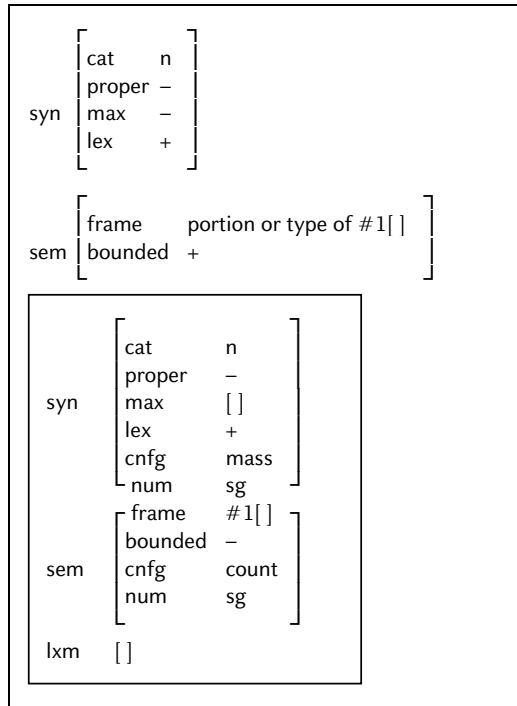 cat n
proper –
syn max –
lex +
frame portion or type of #1[ ]
sem bounded +
cat n
proper –
syn max [ ]
lex +
cnfg mass
num sg
frame #1[ ]
bounded –
sem cnfg count
num sg
lxm [ ]